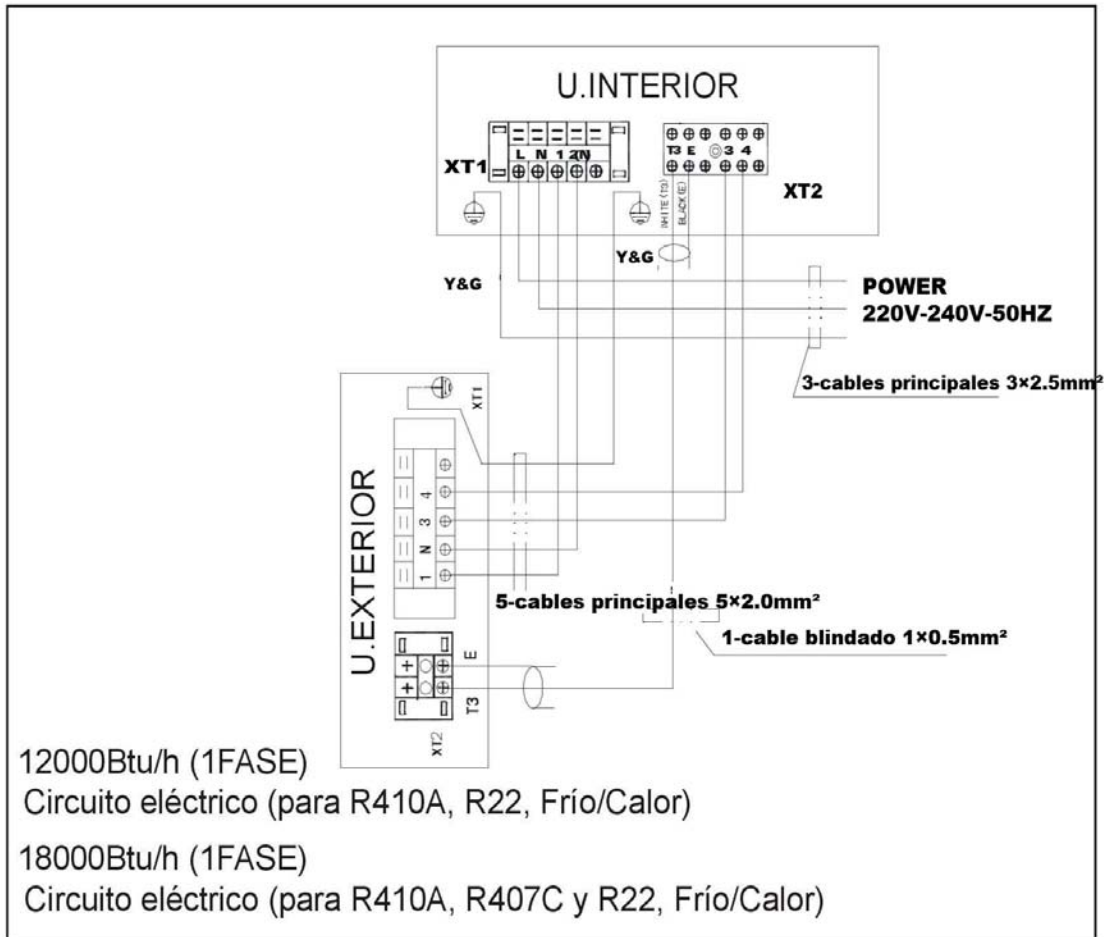 U.INTERIOR
XT1
L N 1 2(N)
T3 E 3 4
XT2
WHITE(T3)
BLACK(E)
Y&G
Y&G
POWER
220V-240V-50HZ
3-cables principales 3×2.5mm²
U.EXTERIOR
XT1
4
3
N
1
5-cables principales 5×2.0mm²
1-cable blindado 1×0.5mm²
E
T3
XT2
12000Btu/h (1FASE)
Circuito eléctrico (para R410A, R22, Frío/Calor)
18000Btu/h (1FASE)
Circuito eléctrico (para R410A, R407C y R22, Frío/Calor)